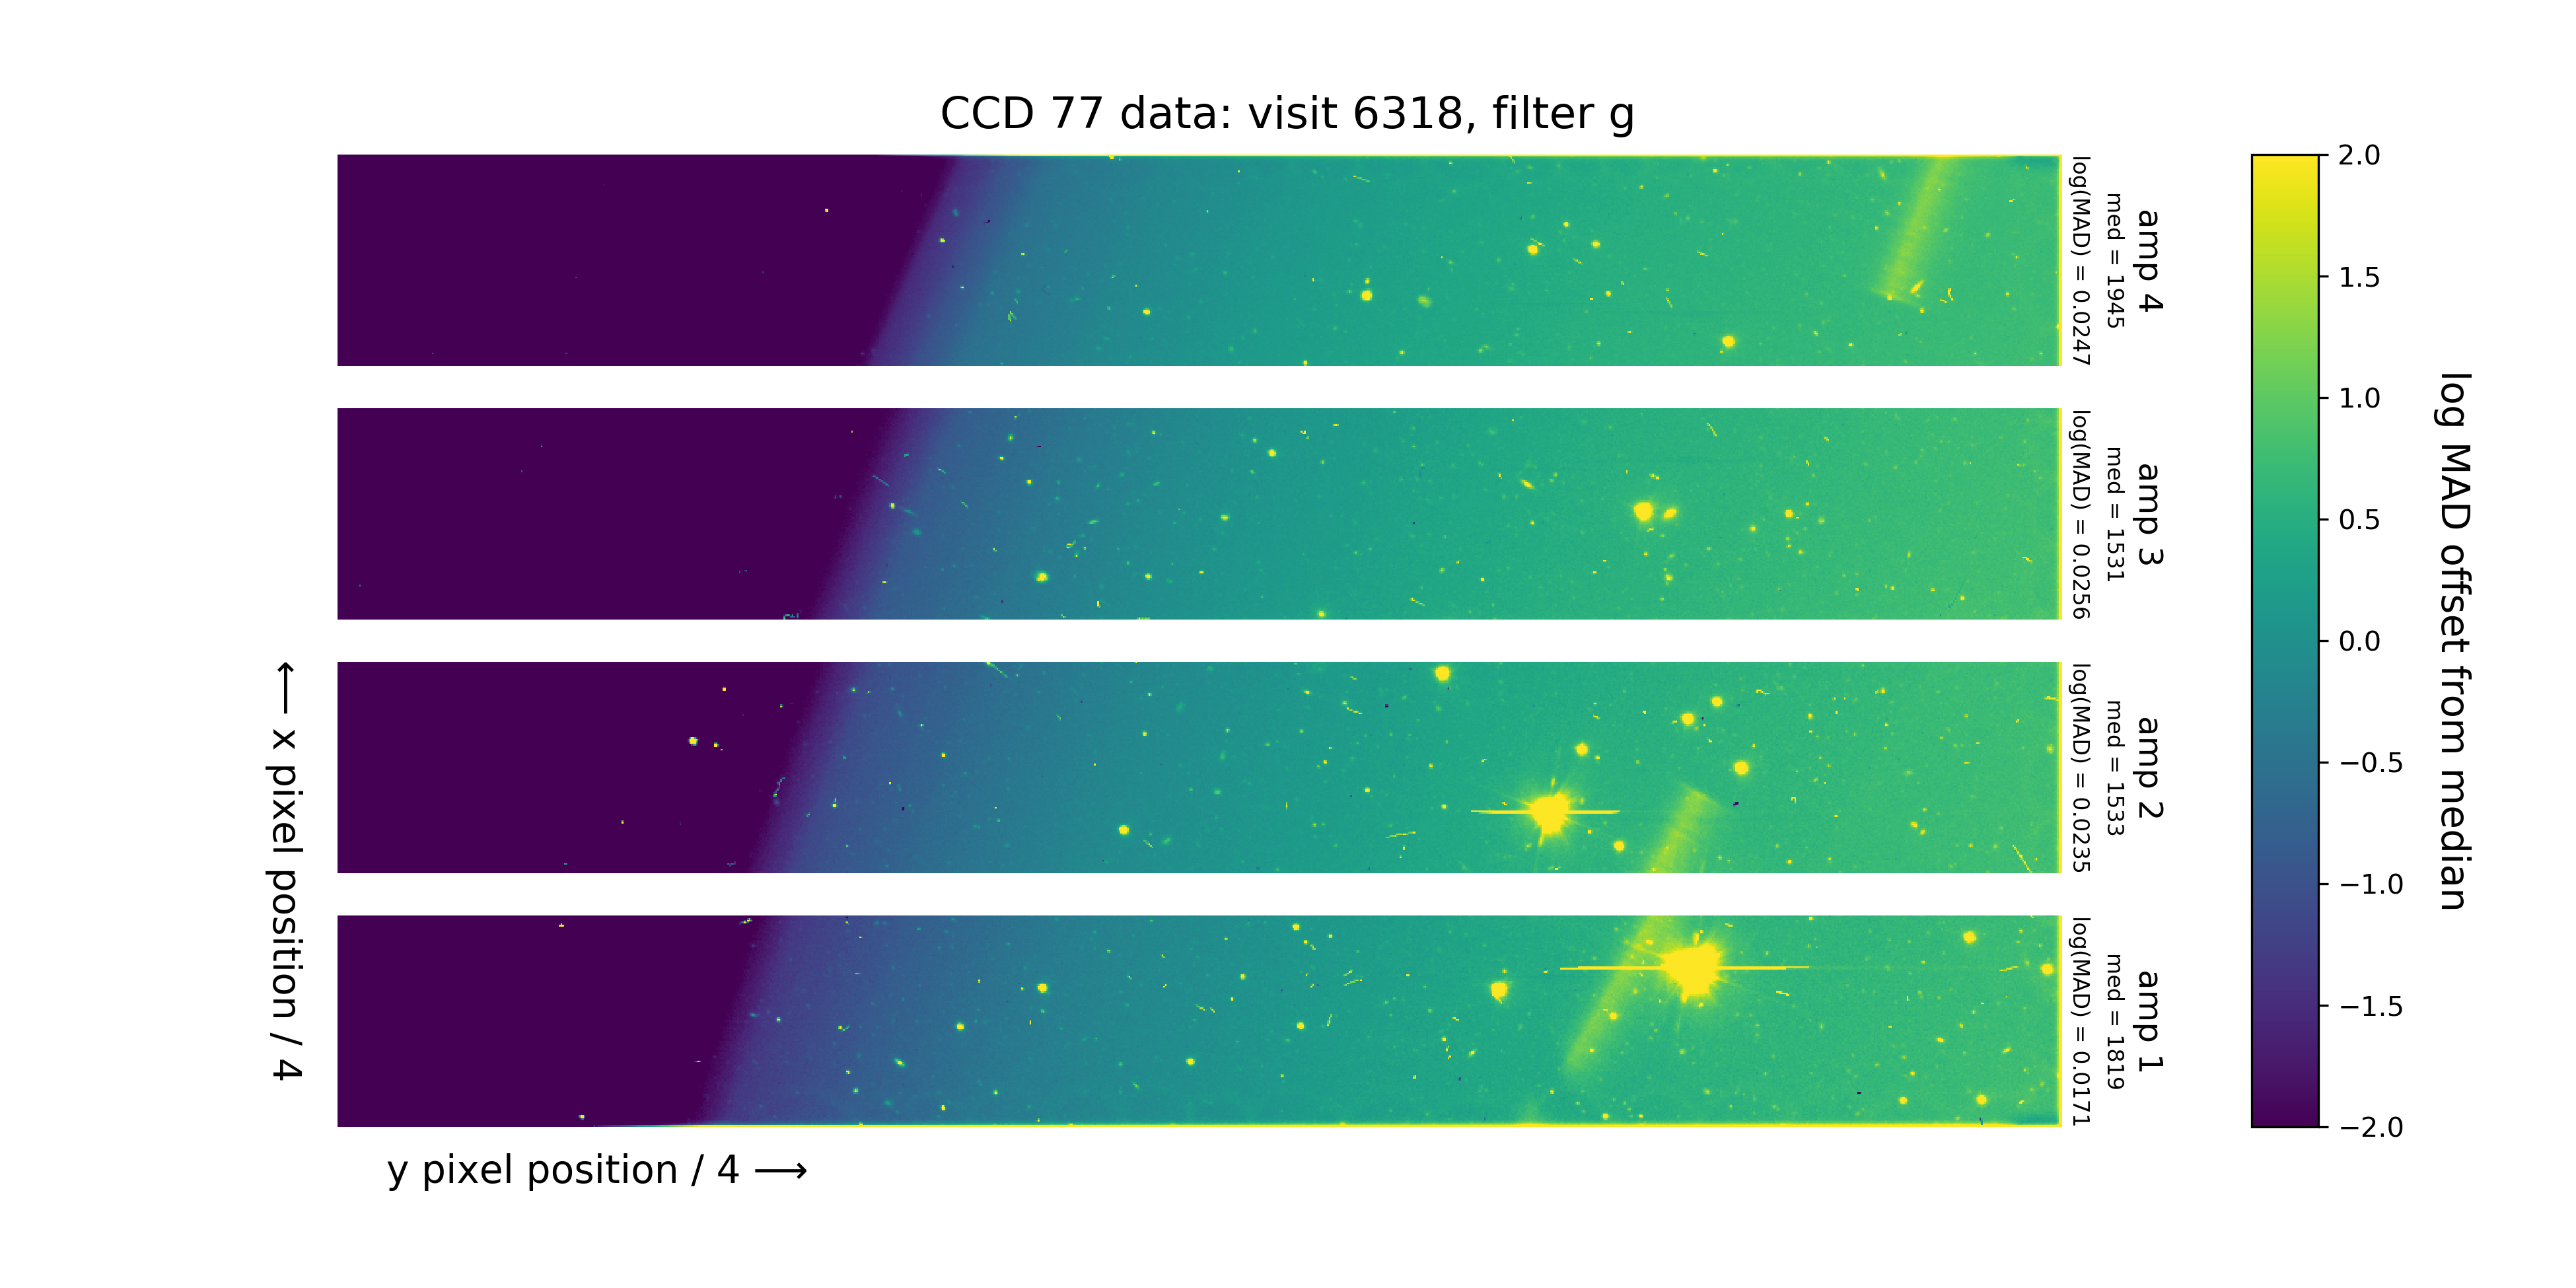 CCD 77 data: visit 6318, filter g
amp 4
med = 1945
log(MAD) = 0.0247
amp 3
med = 1531
log(MAD) = 0.0256
amp 2
med = 1533
log(MAD) = 0.0235
amp 1
med = 1819
log(MAD) = 0.0171
⟵ x pixel position / 4
y pixel position / 4 ⟶
2.0
1.5
1.0
0.5
0.0
−0.5
−1.0
−1.5
−2.0
log MAD offset from median